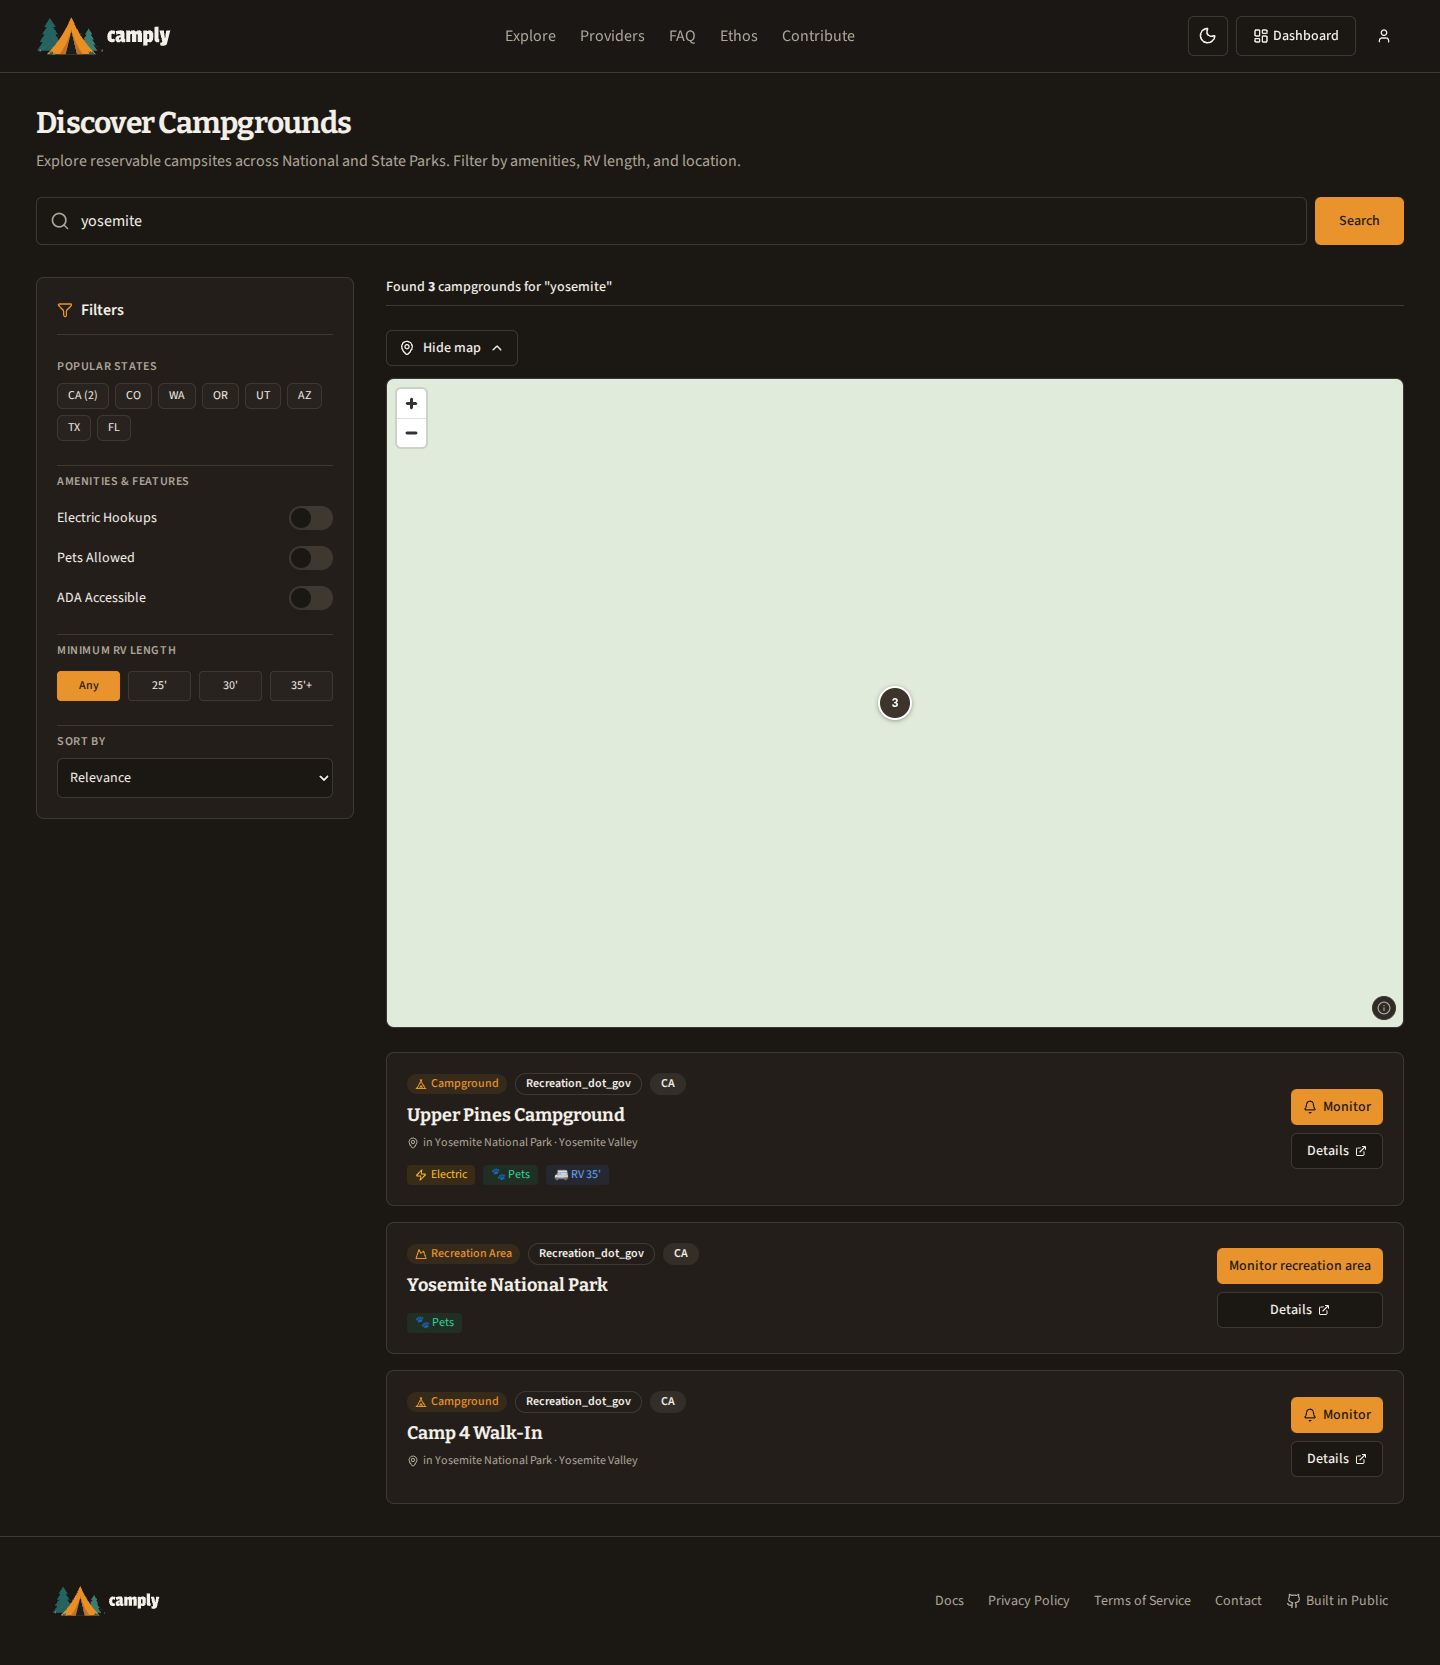 camply
Explore
Providers
FAQ
Ethos
Contribute
Dashboard
Discover Campgrounds
Explore reservable campsites across National and State Parks. Filter by amenities, RV length, and location.
yosemite
Search
Filters
POPULAR STATES
CA (2)
CO
WA
OR
UT
AZ
TX
FL
AMENITIES & FEATURES
Electric Hookups
Pets Allowed
ADA Accessible
MINIMUM RV LENGTH
Any
25'
30'
35'+
SORT BY
Relevance
Found 3 campgrounds for "yosemite"
Hide map
3
Campground
Recreation_dot_gov
CA
Upper Pines Campground
in Yosemite National Park · Yosemite Valley
Electric
Pets
RV 35'
Monitor
Details
Recreation Area
Recreation_dot_gov
CA
Yosemite National Park
Pets
Monitor recreation area
Details
Campground
Recreation_dot_gov
CA
Camp 4 Walk-In
in Yosemite National Park · Yosemite Valley
Monitor
Details
camply
Docs
Privacy Policy
Terms of Service
Contact
Built in Public